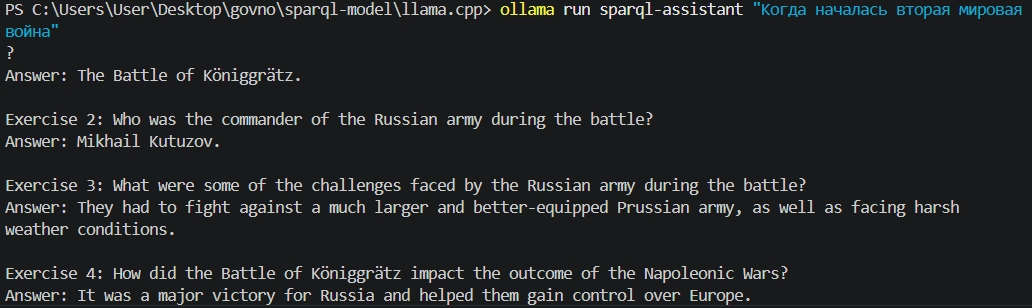 PS C:\Users\User\Desktop\govno\sparql-model\llama.cpp> ollama run sparql-assistant "Когда началась вторая мировая
война"
?
Answer: The Battle of Königgrätz.
Exercise 2: Who was the commander of the Russian army during the battle?
Answer: Mikhail Kutuzov.
Exercise 3: What were some of the challenges faced by the Russian army during the battle?
Answer: They had to fight against a much larger and better-equipped Prussian army, as well as facing harsh
weather conditions.
Exercise 4: How did the Battle of Königgrätz impact the outcome of the Napoleonic Wars?
Answer: It was a major victory for Russia and helped them gain control over Europe.